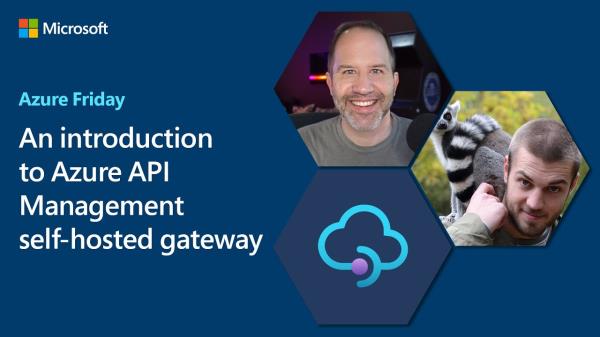 Microsoft
Azure Friday
An introduction
to Azure API
Management
self-hosted gateway